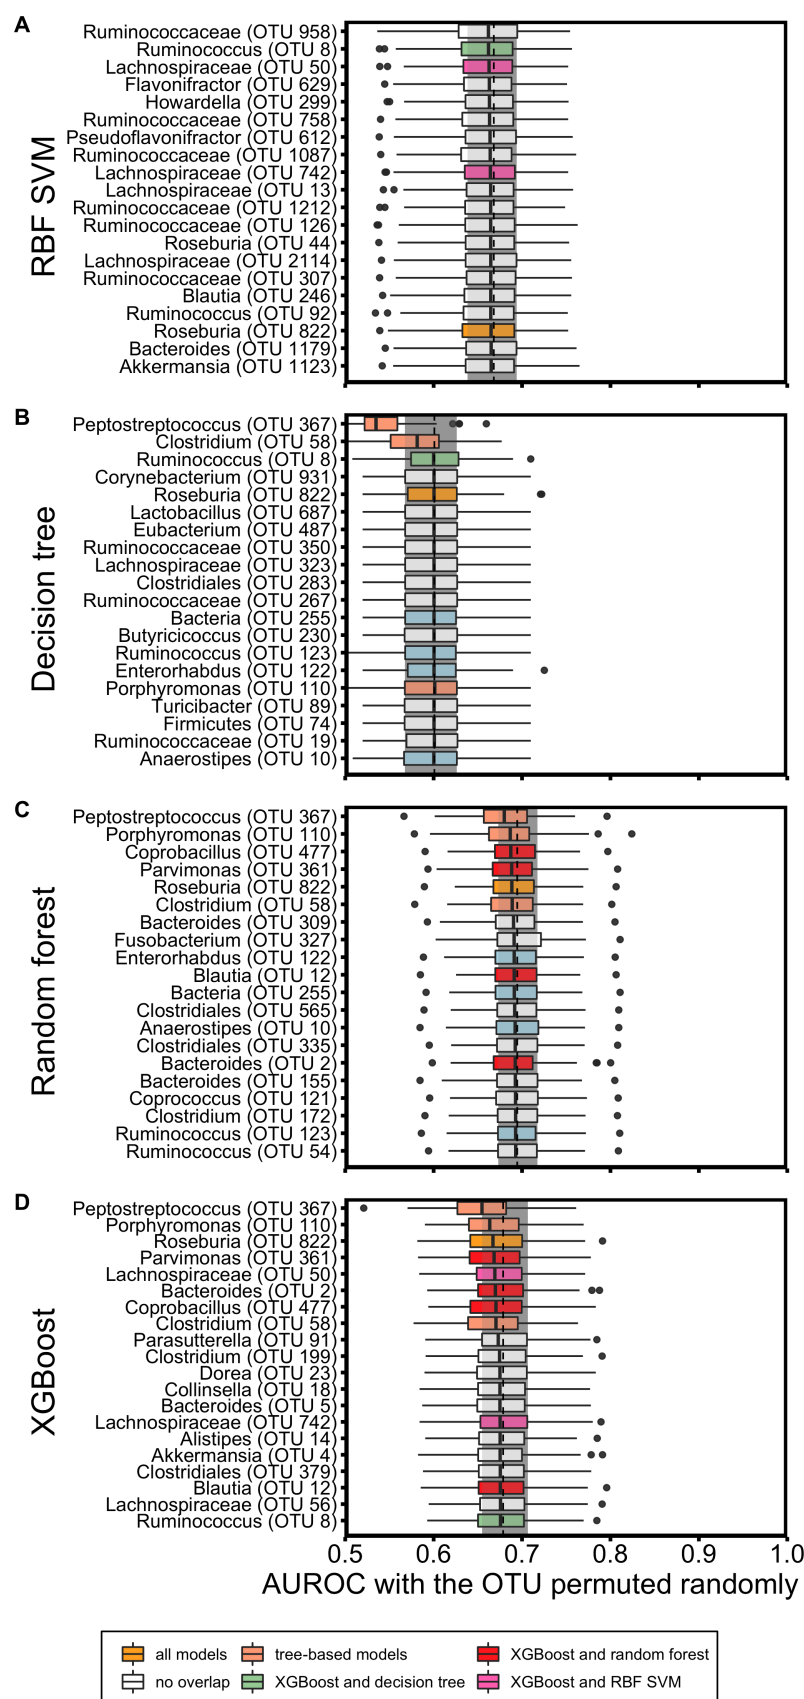 A
RBF SVM
Ruminococcaceae (OTU 958)
Ruminococcus (OTU 8)
Lachnospiraceae (OTU 50)
Flavonifractor (OTU 629)
Howardella (OTU 299)
Ruminococcaceae (OTU 758)
Pseudoflavonifractor (OTU 612)
Ruminococcaceae (OTU 1087)
Lachnospiraceae (OTU 742)
Lachnospiraceae (OTU 13)
Ruminococcaceae (OTU 1212)
Ruminococcaceae (OTU 126)
Roseburia (OTU 44)
Lachnospiraceae (OTU 2114)
Ruminococcaceae (OTU 307)
Blautia (OTU 246)
Ruminococcus (OTU 92)
Roseburia (OTU 822)
Bacteroides (OTU 1179)
Akkermansia (OTU 1123)
B
Decision tree
Peptostreptococcus (OTU 367)
Clostridium (OTU 58)
Ruminococcus (OTU 8)
Corynebacterium (OTU 931)
Roseburia (OTU 822)
Lactobacillus (OTU 687)
Eubacterium (OTU 487)
Ruminococcaceae (OTU 350)
Lachnospiraceae (OTU 323)
Clostridiales (OTU 283)
Ruminococcaceae (OTU 267)
Bacteria (OTU 255)
Butyricicoccus (OTU 230)
Ruminococcus (OTU 123)
Enterorhabdus (OTU 122)
Porphyromonas (OTU 110)
Turicibacter (OTU 89)
Firmicutes (OTU 74)
Ruminococcaceae (OTU 19)
Anaerostipes (OTU 10)
C
Random forest
Peptostreptococcus (OTU 367)
Porphyromonas (OTU 110)
Coprobacillus (OTU 477)
Parvimonas (OTU 361)
Roseburia (OTU 822)
Clostridium (OTU 58)
Bacteroides (OTU 309)
Fusobacterium (OTU 327)
Enterorhabdus (OTU 122)
Blautia (OTU 12)
Bacteria (OTU 255)
Clostridiales (OTU 565)
Anaerostipes (OTU 10)
Clostridiales (OTU 335)
Bacteroides (OTU 2)
Bacteroides (OTU 155)
Coprococcus (OTU 121)
Clostridium (OTU 172)
Ruminococcus (OTU 123)
Ruminococcus (OTU 54)
D
XGBoost
Peptostreptococcus (OTU 367)
Porphyromonas (OTU 110)
Roseburia (OTU 822)
Parvimonas (OTU 361)
Lachnospiraceae (OTU 50)
Bacteroides (OTU 2)
Coprobacillus (OTU 477)
Clostridium (OTU 58)
Parasutterella (OTU 91)
Clostridium (OTU 199)
Dorea (OTU 23)
Collinsella (OTU 18)
Bacteroides (OTU 5)
Lachnospiraceae (OTU 742)
Alistipes (OTU 14)
Akkermansia (OTU 4)
Clostridiales (OTU 379)
Blautia (OTU 12)
Lachnospiraceae (OTU 56)
Ruminococcus (OTU 8)
0.5 0.6 0.7 0.8 0.9 1.0
AUROC with the OTU permuted randomly
all models tree-based models XGBoost and random forest
no overlap XGBoost and decision tree XGBoost and RBF SVM